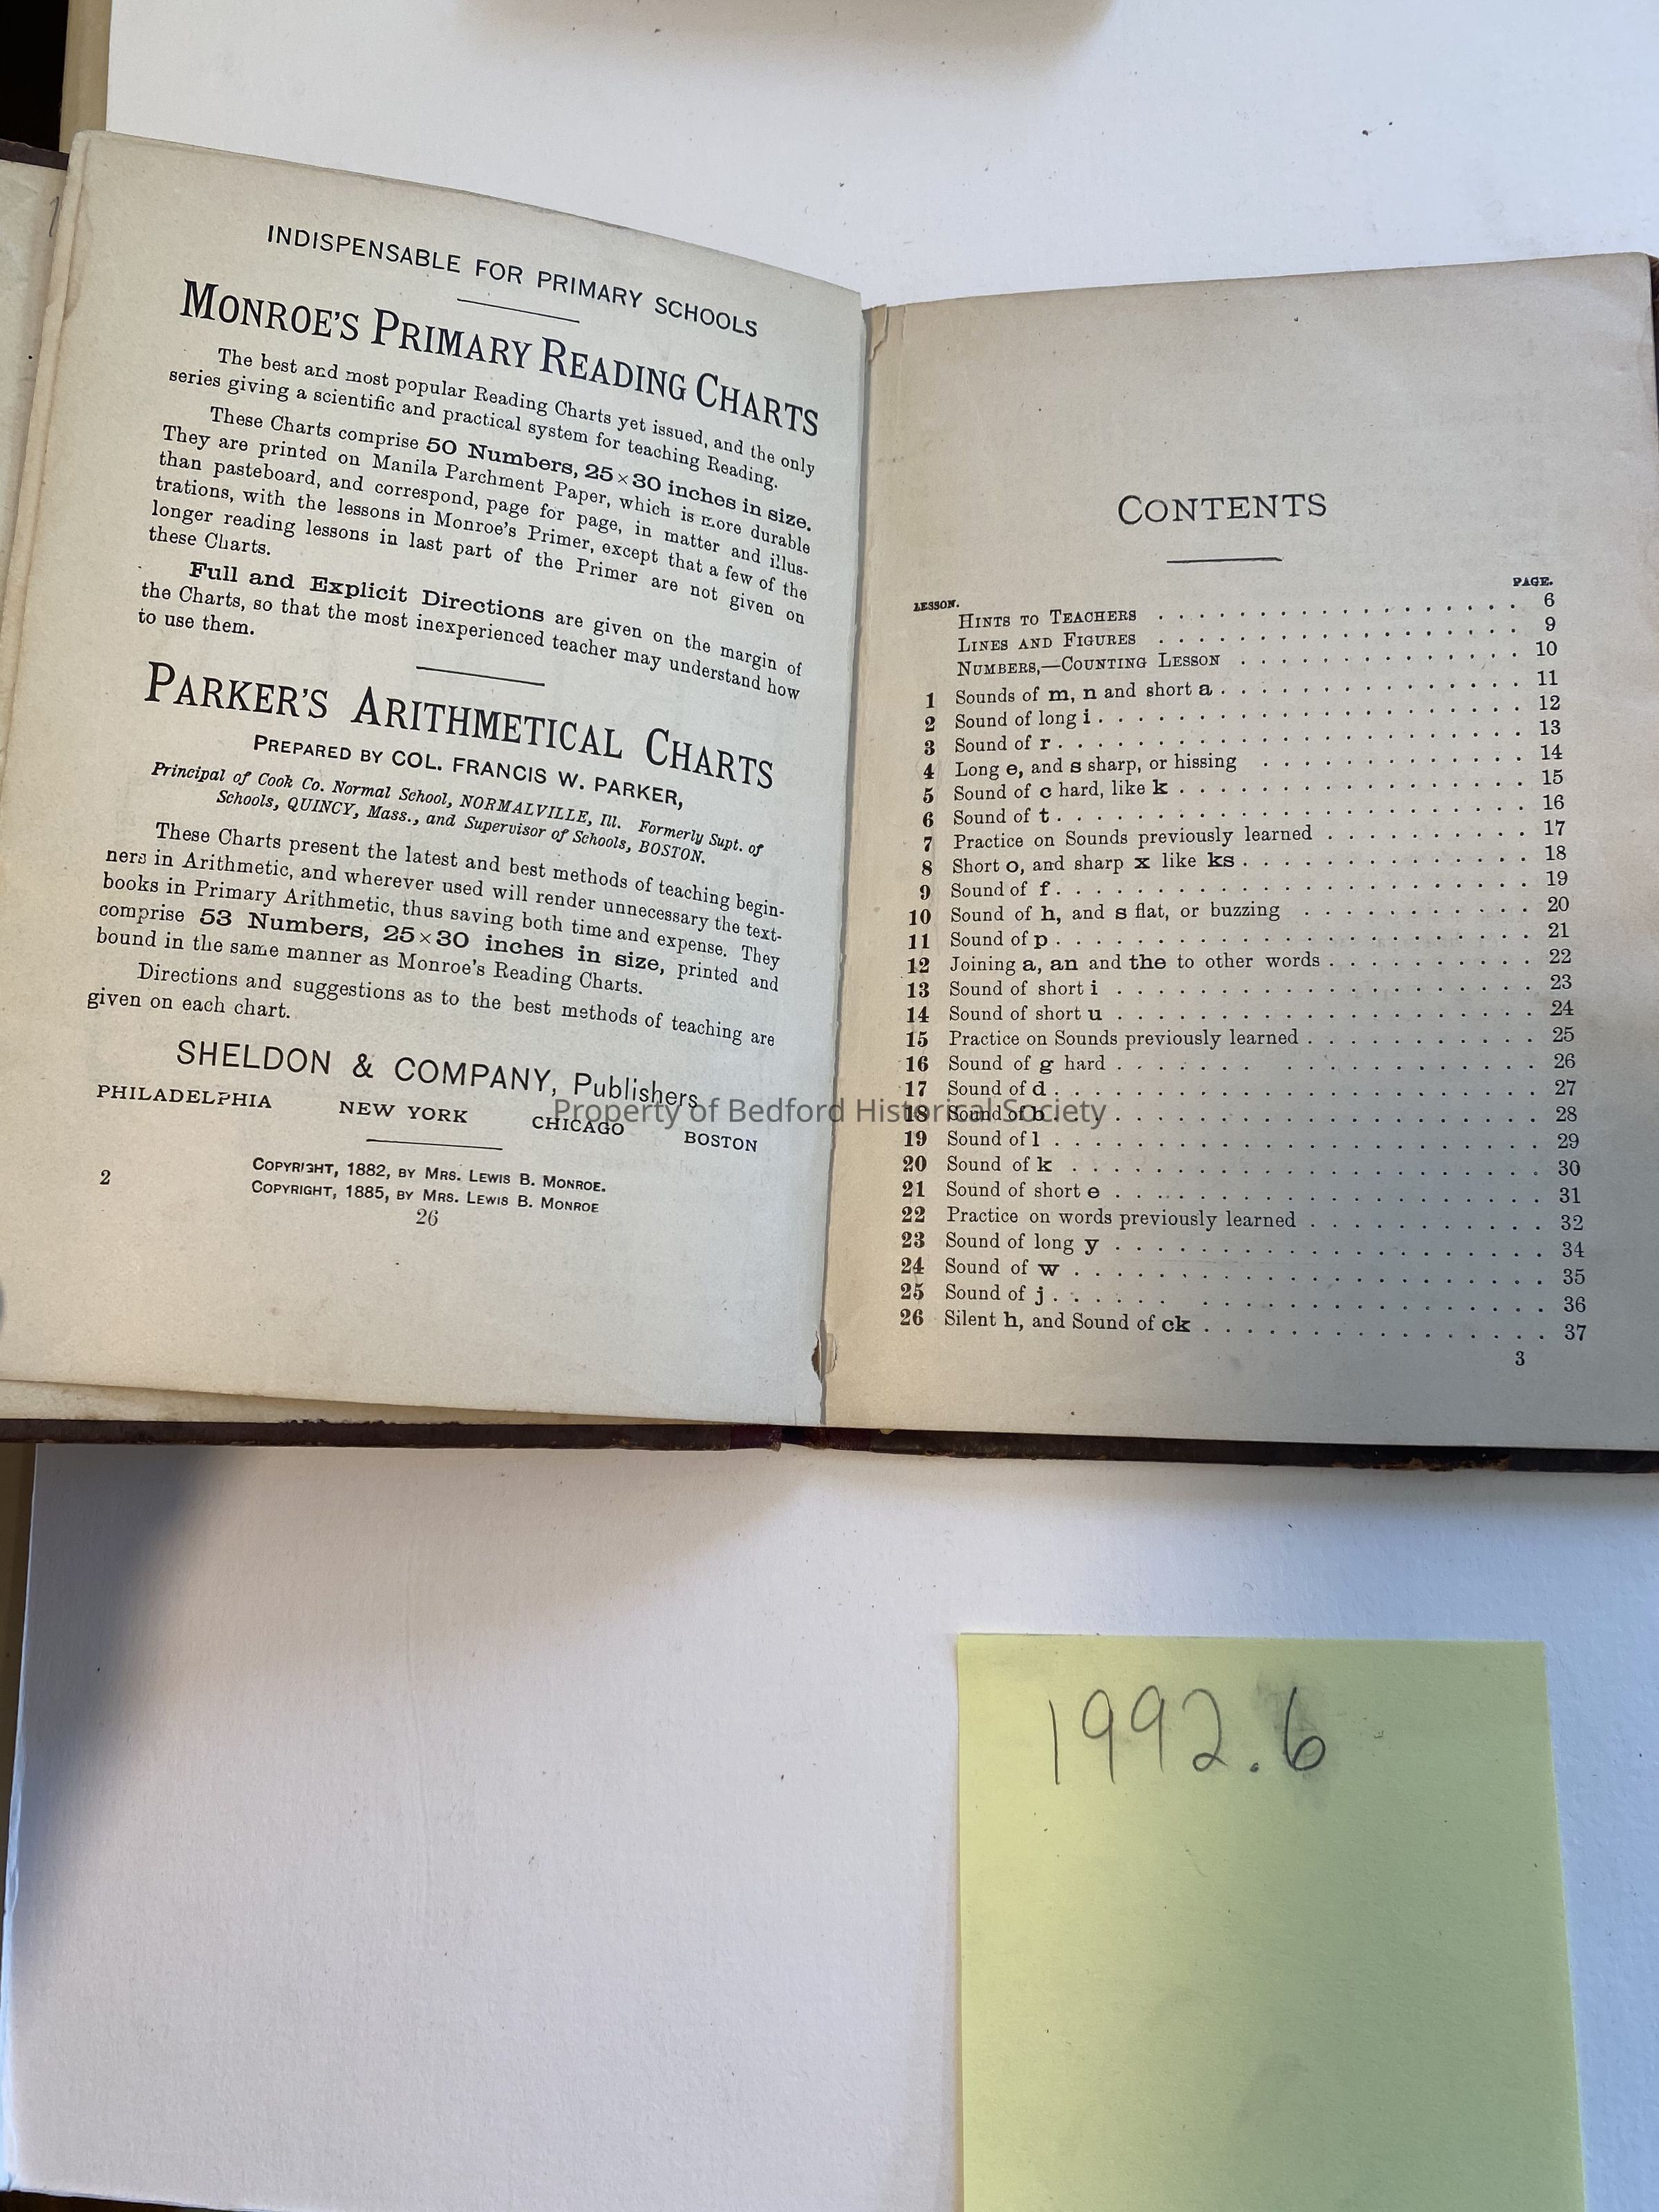 INDISPENSABLE FOR PRIMARY SCHOOLS
MONROE'S PRIMARY READING CHARTS
The best and most popular Reading Charts yet issued, and the only
series giving a scientific and practical system for teaching Reading.
These Charts comprise 50 Numbers, 25×30 inches in size.
They are printed on Manila Parchment Paper, which is more durable
than pasteboard, and correspond, page for page, in matter and illus-
trations, with the lessons in Monroe's Primer, except that a few of the
longer reading lessons in last part of the Primer are not given on
these Charts.
Full and Explicit Directions are given on the margin of
the Charts, so that the most inexperienced teacher may understand how
to use them.
PARKER'S ARITHMETICAL CHARTS
PREPARED BY COL. FRANCIS W. PARKER,
Principal of Cook Co. Normal School, NORMALVILLE, Ill. Formerly Supt. of
Schools, QUINCY, Mass., and Supervisor of Schools, BOSTON.
These Charts present the latest and best methods of teaching begin-
ners in Arithmetic, and wherever used will render unnecessary the text-
books in Primary Arithmetic, thus saving both time and expense. They
comprise 53 Numbers, 25×30 inches in size, printed and
bound in the same manner as Monroe's Reading Charts.
Directions and suggestions as to the best methods of teaching are
given on each chart.
SHELDON & COMPANY, Publishers
PHILADELPHIA NEW YORK CHICAGO BOSTON
COPYRIGHT, 1882, BY MRS. LEWIS B. MONROE.
COPYRIGHT, 1885, BY MRS. LEWIS B. MONROE
2
26
CONTENTS
LESSON. PAGE.
HINTS TO TEACHERS . . . . . . 6
LINES AND FIGURES . . . . . . 9
NUMBERS,—COUNTING LESSON . . . . . . 10
1 Sounds of m, n and short a . . . . . . 11
2 Sound of long i . . . . . . 12
3 Sound of r . . . . . . 13
4 Long e, and s sharp, or hissing . . . . . . 14
5 Sound of c hard, like k . . . . . . 15
6 Sound of t . . . . . . 16
7 Practice on Sounds previously learned . . . . . . 17
8 Short o, and sharp x like ks . . . . . . 18
9 Sound of f . . . . . . 19
10 Sound of h, and s flat, or buzzing . . . . . . 20
11 Sound of p . . . . . . 21
12 Joining a, an and the to other words . . . . . . 22
13 Sound of short i . . . . . . 23
14 Sound of short u . . . . . . 24
15 Practice on Sounds previously learned . . . . . . 25
16 Sound of g hard . . . . . . 26
17 Sound of d . . . . . . 27
18 Sound of b . . . . . . 28
19 Sound of l . . . . . . 29
20 Sound of k . . . . . . 30
21 Sound of short e . . . . . . 31
22 Practice on words previously learned . . . . . . 32
23 Sound of long y . . . . . . 34
24 Sound of w . . . . . . 35
25 Sound of j . . . . . . 36
26 Silent h, and Sound of ck . . . . . . 37
3
Property of Bedford Historical Society
1992.6